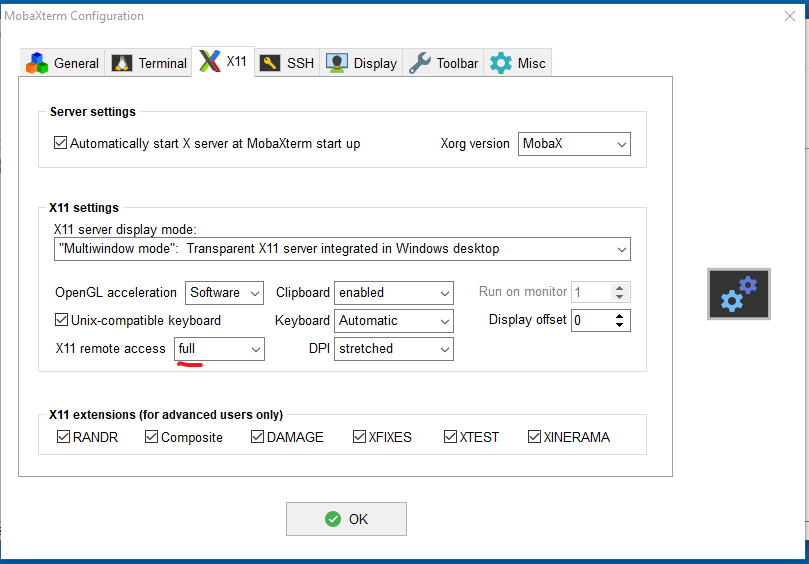 MobaXterm Configuration
General Terminal X11 SSH Display Toolbar Misc
Server settings
Automatically start X server at MobaXterm start up Xorg version MobaX
X11 settings
X11 server display mode:
"Multiwindow mode": Transparent X11 server integrated in Windows desktop
OpenGL acceleration Software Clipboard enabled Run on monitor 1
Unix-compatible keyboard Keyboard Automatic Display offset 0
X11 remote access full DPI stretched
X11 extensions (for advanced users only)
RANDR Composite DAMAGE XFIXES XTEST XINERAMA
OK